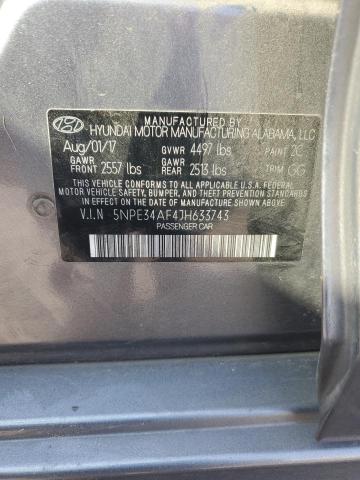 MANUFACTURED BY
HYUNDAI MOTOR MANUFACTURING ALABAMA, LLC
Aug/01/17 GVWR 4497 lbs PAINT 2C
GAWR FRONT 2557 lbs GAWR REAR 2513 lbs TRIM GG
THIS VEHICLE CONFORMS TO ALL APPLICABLE U.S. FEDERAL
MOTOR VEHICLE SAFETY, BUMPER, AND THEFT PREVENTION
STANDARDS IN EFFECT ON THE DATE OF MANUFACTURE
SHOWN ABOVE.
V.I.N 5NPE34AF4JH633743
PASSENGER CAR